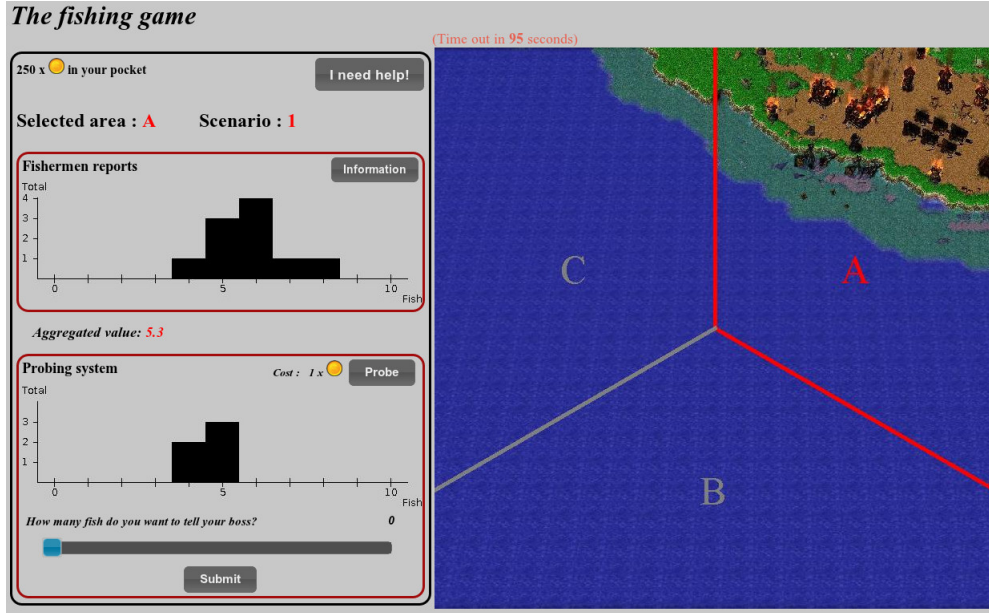 The fishing game
(Time out in 95 seconds)
250 x in your pocket
I need help!
Selected area : A Scenario : 1
Fishermen reports
Information
Total
4
3
2
1
0 5 10
Fish
Aggregated value: 5.3
Probing system
Cost : 1 x
Probe
Total
3
2
1
0 5 10
Fish
How many fish do you want to tell your boss? 0
Submit
C
A
B